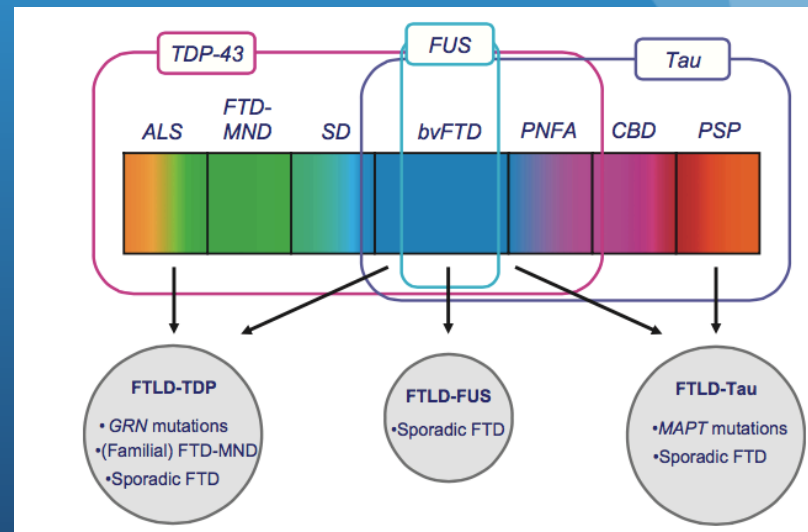 TDP-43
FUS
Tau
ALS
FTD-
MND
SD
bvFTD
PNFA
CBD
PSP
FTLD-TDP
• GRN mutations
•(Familial) FTD-MND
•Sporadic FTD
FTLD-FUS
•Sporadic FTD
FTLD-Tau
•MAPT mutations
•Sporadic FTD